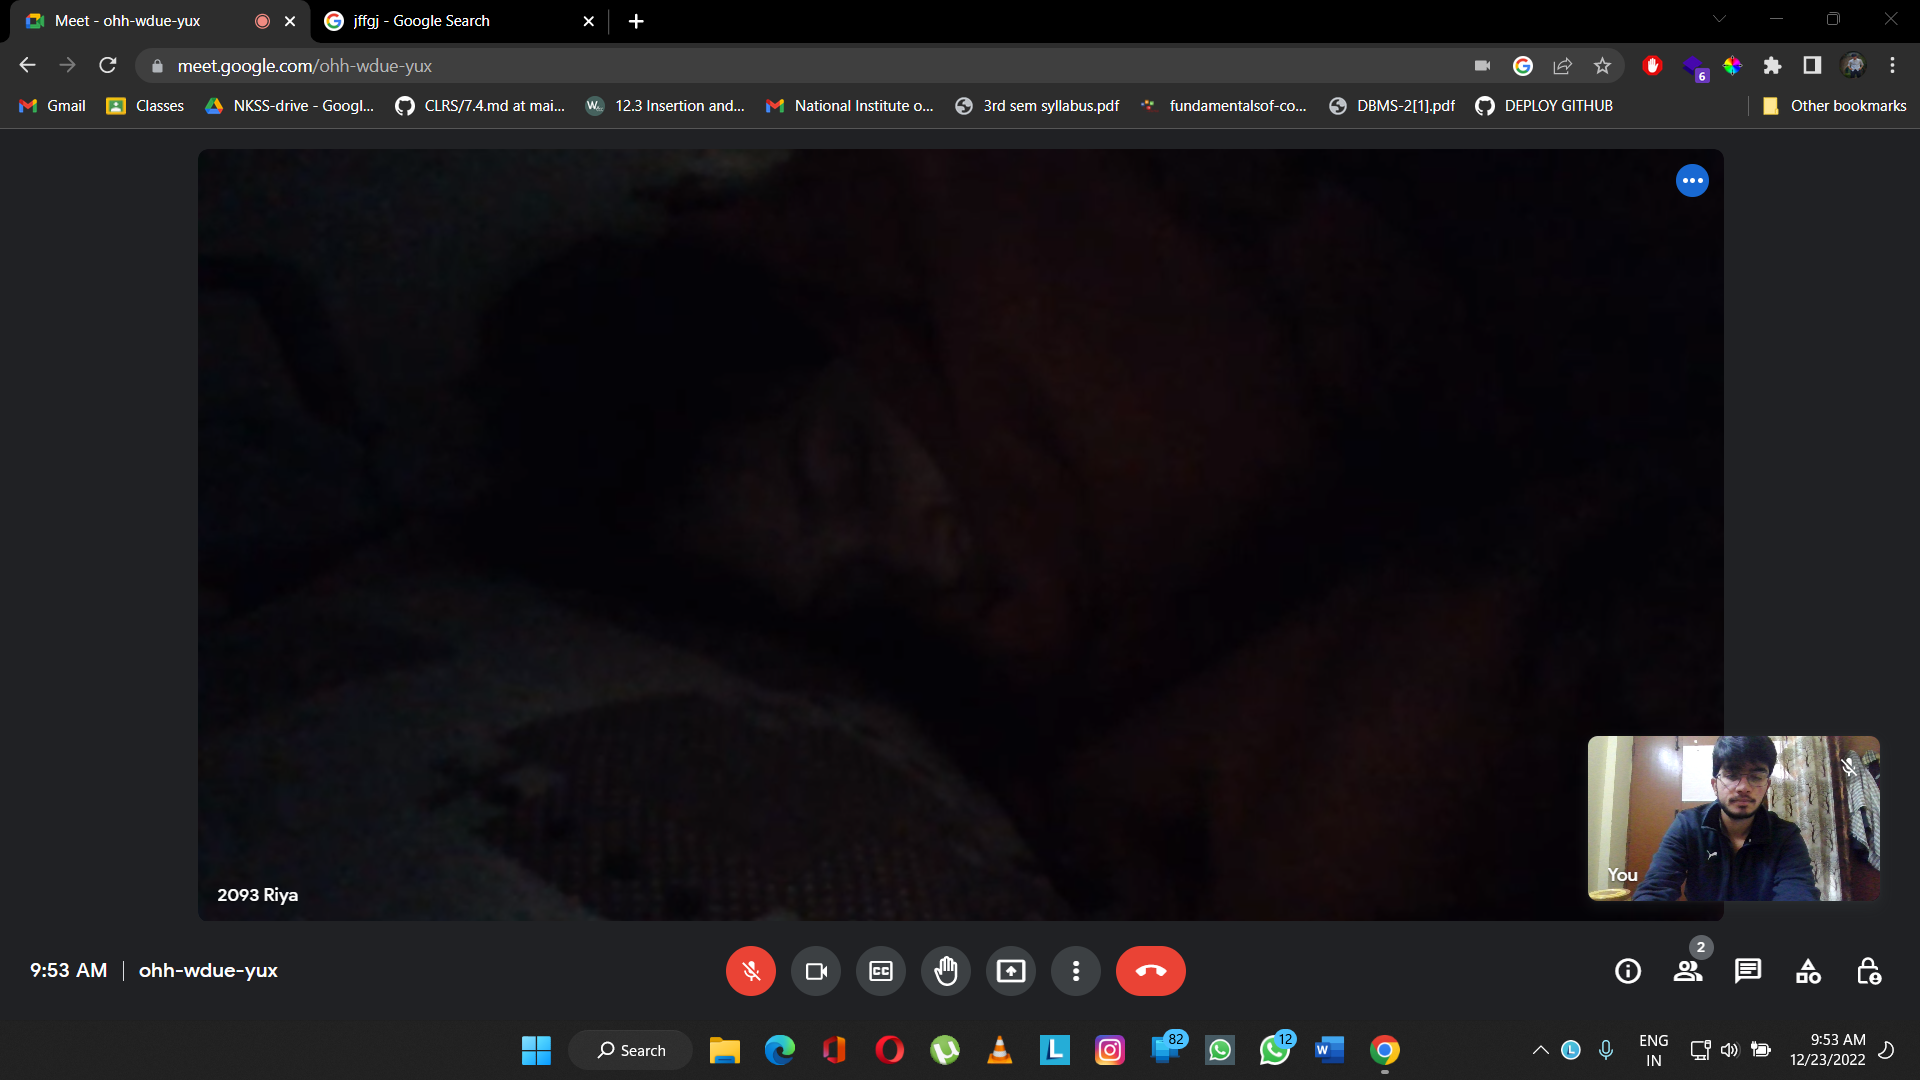 Meet - ohh-wdue-yux
jffgj - Google Search
meet.google.com/ohh-wdue-yux
6
Gmail
Classes
NKSS-drive - Googl...
CLRS/7.4.md at mai...
12.3 Insertion and...
National Institute o...
3rd sem syllabus.pdf
fundamentalsof-co...
DBMS-2[1].pdf
DEPLOY GITHUB
Other bookmarks
You
2093 Riya
9:53 AM | ohh-wdue-yux
CC
2
Search
82
12
ENG
IN
9:53 AM
12/23/2022